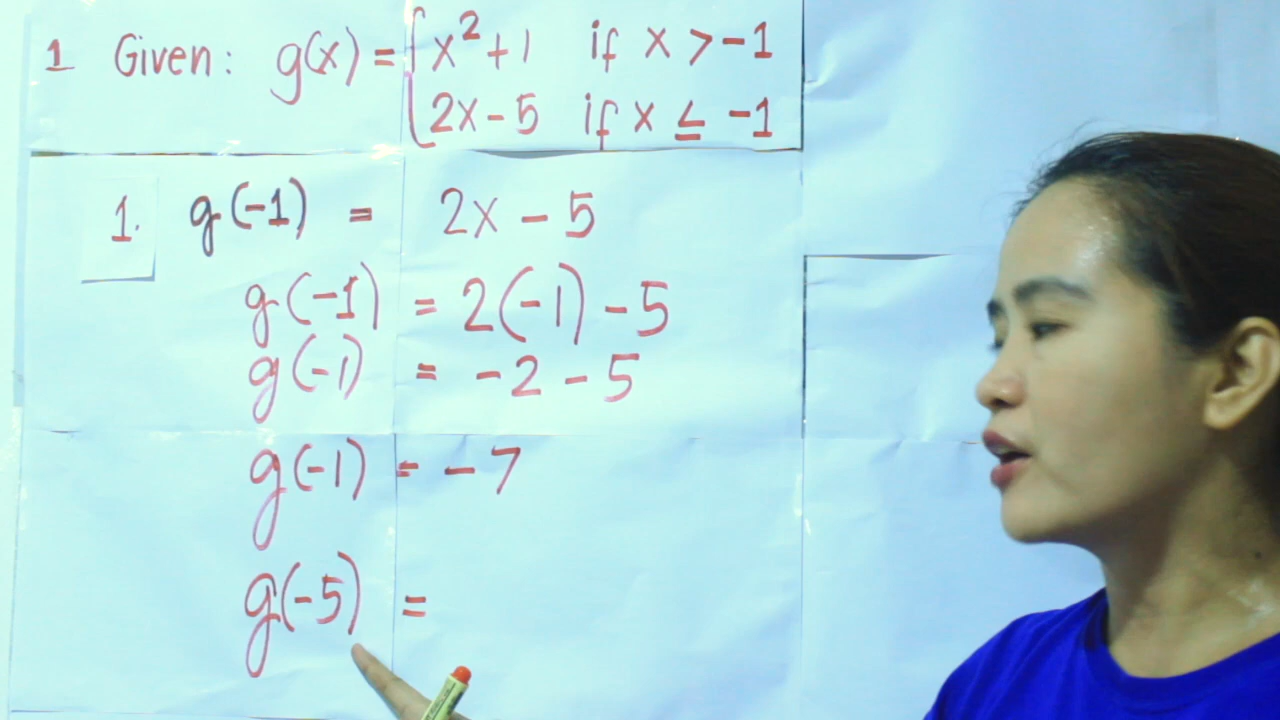 1 Given: g(x) = { x²+1 if x > -1
2x - 5 if x ≤ -1
1. g(-1) = 2x - 5
g(-1) = 2(-1) - 5
g(-1) = -2 - 5
g(-1) = -7
g(-5) =